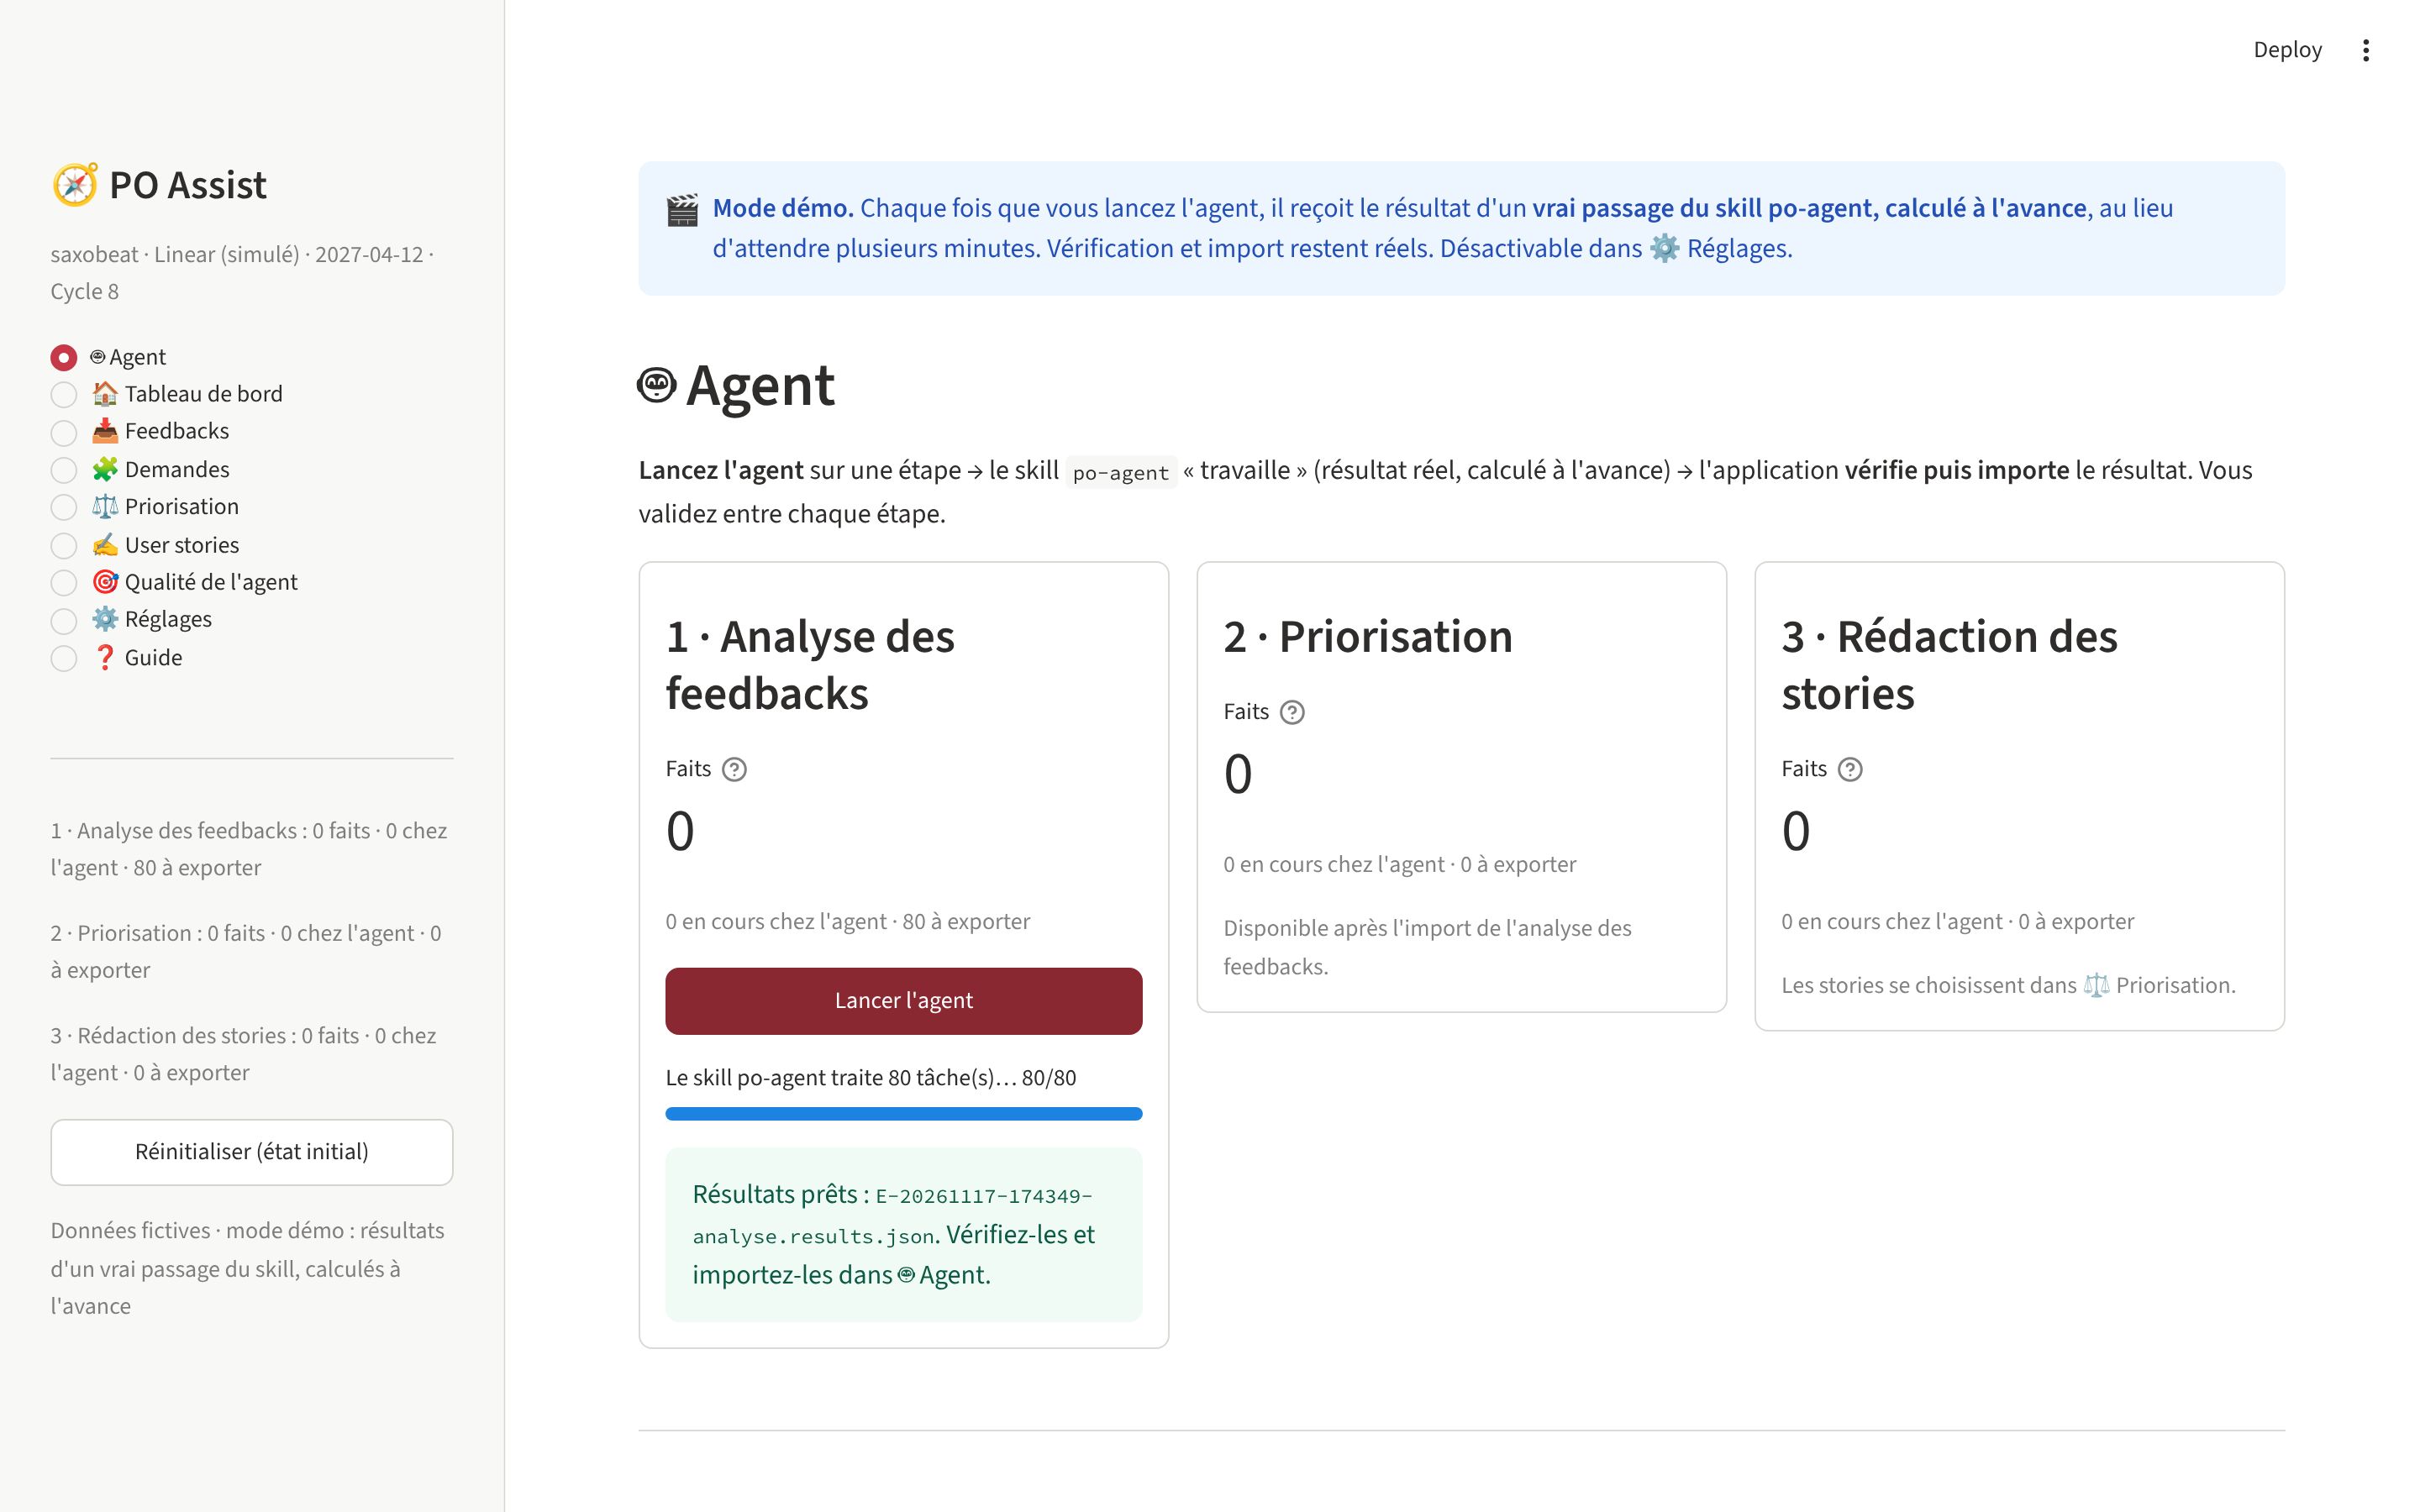 Deploy
🧭 PO Assist
saxobeat · Linear (simulé) · 2027-04-12 ·
Cycle 8
Agent
🏠 Tableau de bord
📥 Feedbacks
🧩 Demandes
⚖️ Priorisation
✍️ User stories
🎯 Qualité de l'agent
⚙️ Réglages
❓ Guide
1 · Analyse des feedbacks : 0 faits · 0 chez
l'agent · 80 à exporter
2 · Priorisation : 0 faits · 0 chez l'agent · 0
à exporter
3 · Rédaction des stories : 0 faits · 0 chez
l'agent · 0 à exporter
Réinitialiser (état initial)
Données fictives · mode démo : résultats
d'un vrai passage du skill, calculés à
l'avance
🎬 Mode démo. Chaque fois que vous lancez l'agent, il reçoit le résultat d'un vrai passage du skill po-agent, calculé à l'avance, au lieu
d'attendre plusieurs minutes. Vérification et import restent réels. Désactivable dans ⚙️ Réglages.
Agent
Lancez l'agent sur une étape → le skill po-agent « travaille » (résultat réel, calculé à l'avance) → l'application vérifie puis importe le résultat. Vous
validez entre chaque étape.
1 · Analyse des
feedbacks
Faits
0
0 en cours chez l'agent · 80 à exporter
Lancer l'agent
Le skill po-agent traite 80 tâche(s)… 80/80
Résultats prêts : E-20261117-174349-
analyse.results.json. Vérifiez-les et
importez-les dans Agent.
2 · Priorisation
Faits
0
0 en cours chez l'agent · 0 à exporter
Disponible après l'import de l'analyse des
feedbacks.
3 · Rédaction des
stories
Faits
0
0 en cours chez l'agent · 0 à exporter
Les stories se choisissent dans ⚖️ Priorisation.